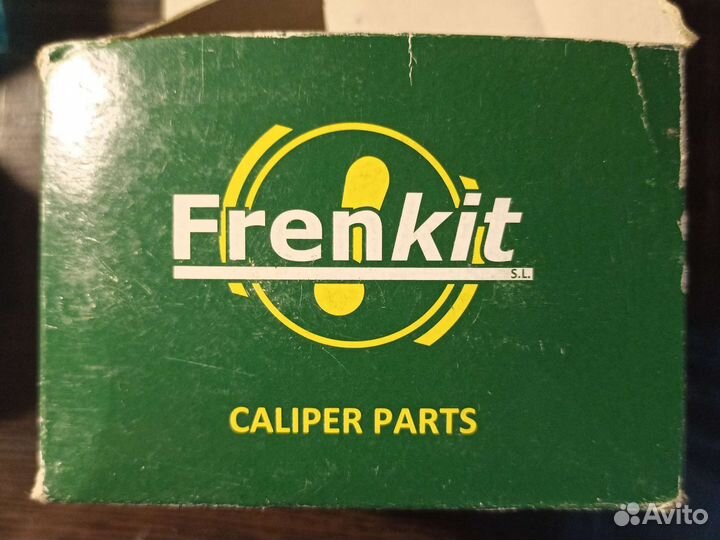 Frenkit
S.L.
CALIPER PARTS
Avito